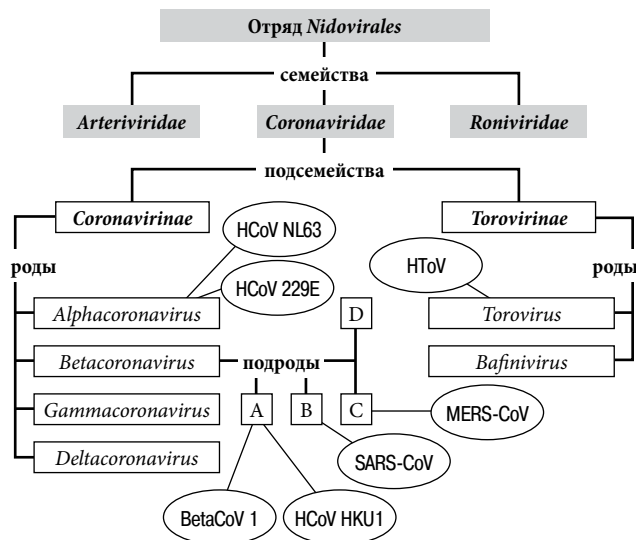 Отряд Nidovirales
семейства
Arteriviridae
Coronaviridae
Roniviridae
подсемейства
Coronavirinae
HCoV NL63
Torovirinae
роды
HCoV 229E
HToV
роды
Alphacoronavirus
D
Torovirus
Betacoronavirus
подроды
Bafinivirus
Gammacoronavirus
A
B
C
MERS-CoV
Deltacoronavirus
SARS-CoV
BetaCoV 1
HCoV HKU1